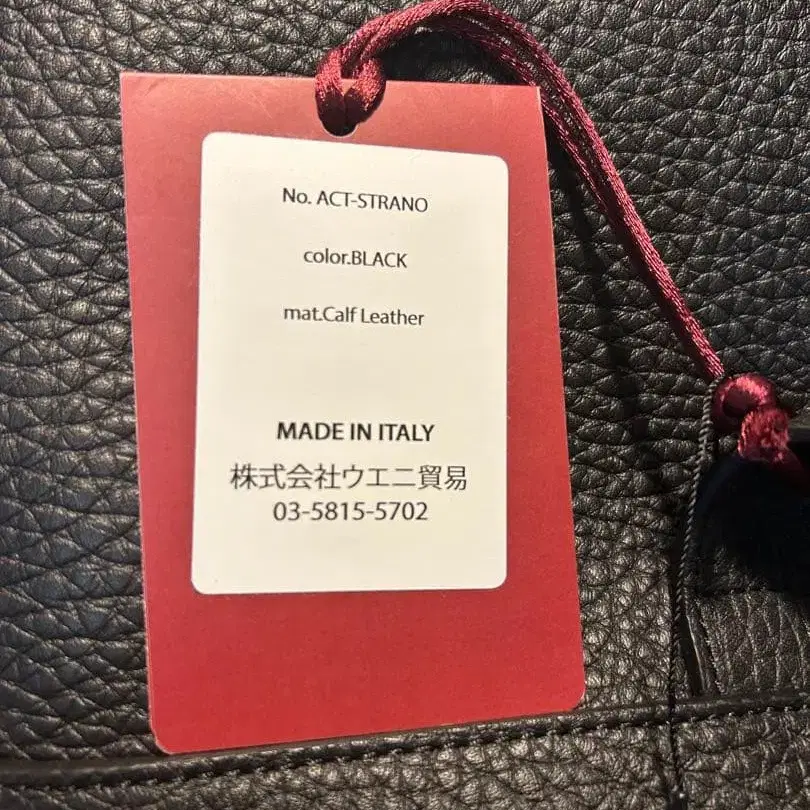 No. ACT-STRANO
color.BLACK
mat.Calf Leather
MADE IN ITALY
株式会社ウエニ貿易
03-5815-5702